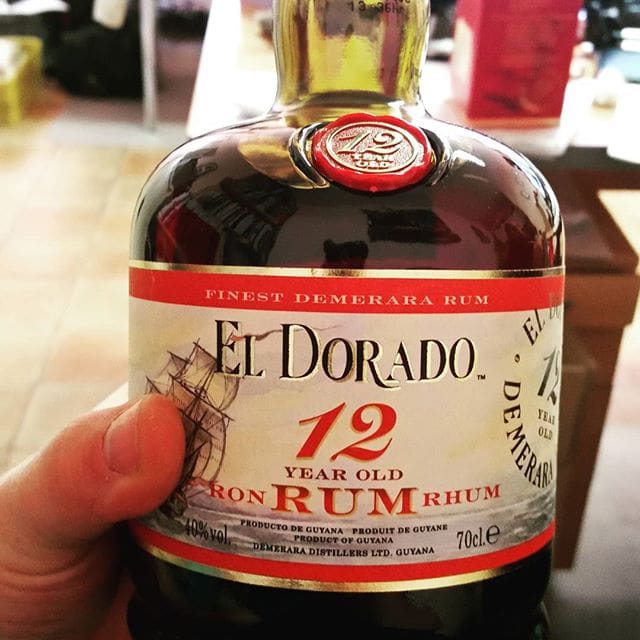 12
YEAR
OLD
FINEST DEMERARA RUM
EL DORADO™
12
YEAR OLD
RON RUM RHUM
40%vol.
PRODUCTO DE GUYANA PRODUIT DE GUYANE
PRODUCT OF GUYANA
DEMERARA DISTILLERS LTD. GUYANA
70cl.e
EL DO
12
YEAR
OLD
DEMERARA